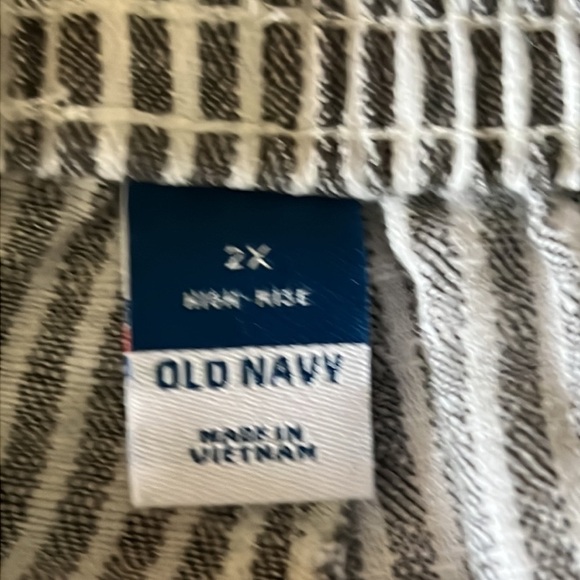 2X
HIGH-RISE
OLD NAVY
MADE IN
VIETNAM